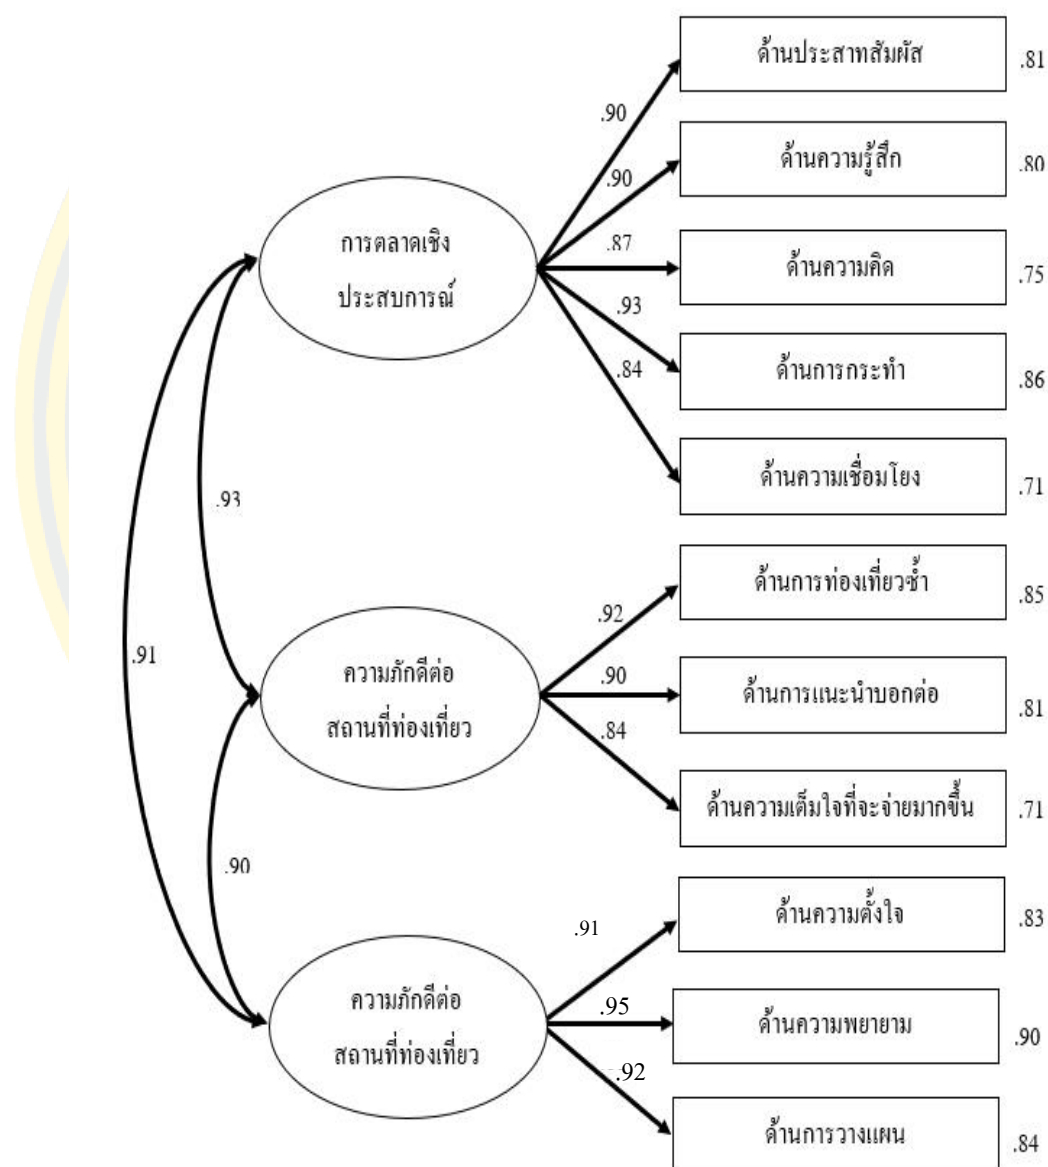 ด้านประสาทสัมผัส
.81
.90
ด้านความรู้สึก
.80
.90
การตลาดเชิง
ประสบการณ์
.87
ด้านความคิด
.75
.93
ด้านการกระทำ
.86
.84
ด้านความเชื่อมโยง
.71
.93
ด้านการท่องเที่ยวซ้ำ
.85
.92
.91
ความภักดีต่อ
สถานที่ท่องเที่ยว
.90
ด้านการแนะนำบอกต่อ
.81
.84
ด้านความเต็มใจที่จะจ่ายมากขึ้น
.71
.90
ด้านความตั้งใจ
.83
.91
ความภักดีต่อ
สถานที่ท่องเที่ยว
.95
ด้านความพยายาม
.90
.92
ด้านการวางแผน
.84